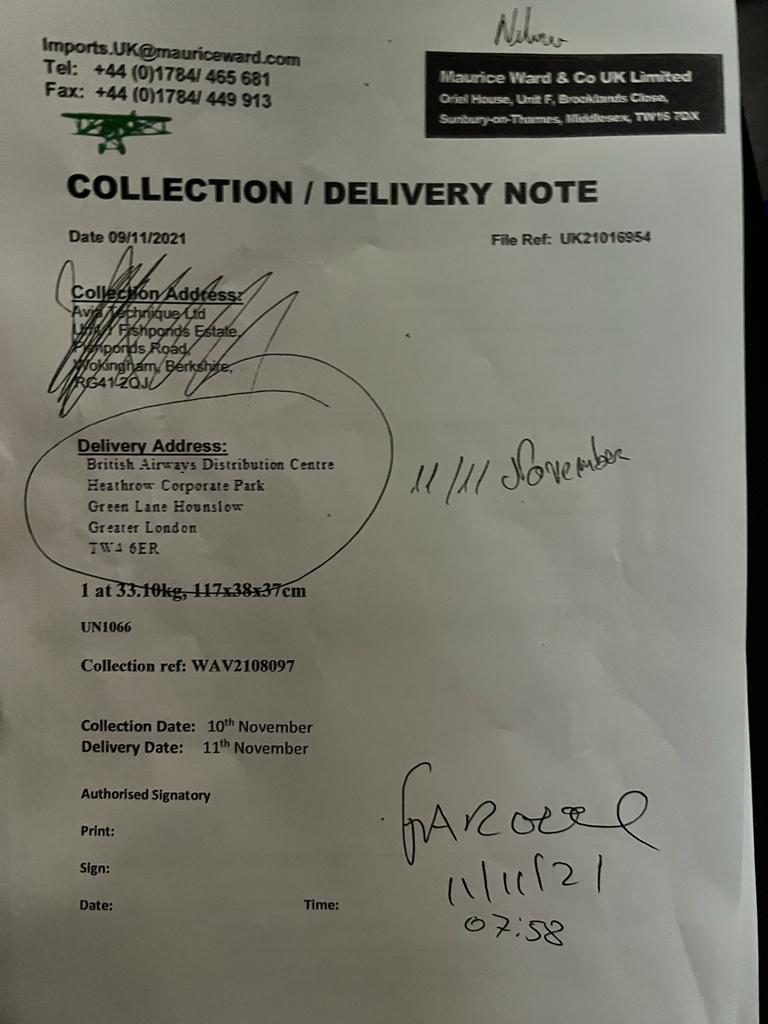 Imports.UK@mauriceward.com
Tel: +44 (0)1784/ 465 681
Fax: +44 (0)1784/ 449 913
Maurice Ward & Co UK Limited
Oriel House, Unit F, Brooklands Close,
Sunbury-on-Thames, Middlesex, TW16 7DX
COLLECTION / DELIVERY NOTE
Date 09/11/2021
File Ref: UK21016954
Collection Address:
Avia Technique Ltd
Unit 1 Fishponds Estate,
Fishponds Road,
Wokingham, Berkshire,
RG41 2QJ
Delivery Address:
British Airways Distribution Centre
Heathrow Corporate Park
Green Lane Hounslow
Greater London
TW4 6ER
11/11 November
1 at 33.10kg, 117x38x37cm
UN1066
Collection ref: WAV2108097
Collection Date: 10th November
Delivery Date: 11th November
Authorised Signatory
Print:
Sign:
Date:
Time:
11/11/21
07:58